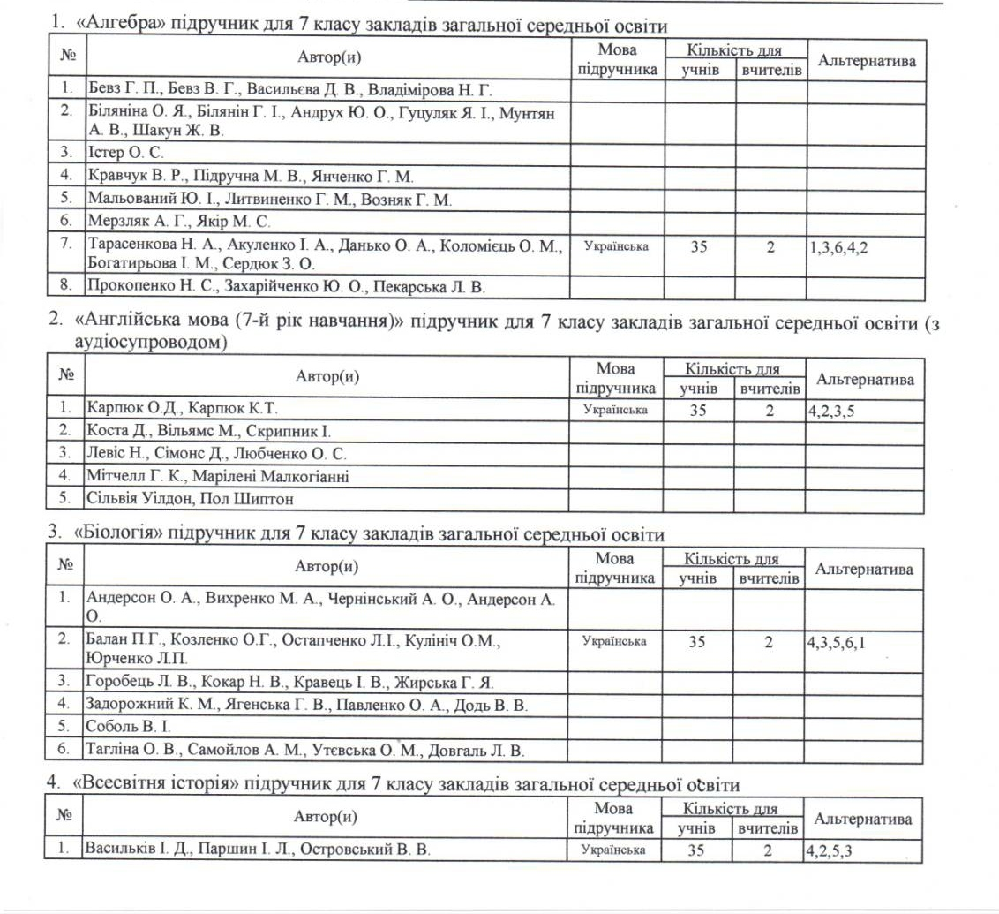 1. «Алгебра» підручник для 7 класу закладів загальної середньої освіти
№ Автор(и) Мова підручника Кількість для учнів вчителів Альтернатива
1. Бевз Г. П., Бевз В. Г., Васильєва Д. В., Владімірова Н. Г.
2. Біляніна О. Я., Білянін Г. І., Андрух Ю. О., Гуцуляк Я. І., Мунтян
А. В., Шакун Ж. В.
3. Істер О. С.
4. Кравчук В. Р., Підручна М. В., Янченко Г. М.
5. Мальований Ю. І., Литвиненко Г. М., Возняк Г. М.
6. Мерзляк А. Г., Якір М. С.
7. Тарасенкова Н. А., Акуленко І. А., Данько О. А., Коломієць О. М., Українська 35 2 1,3,6,4,2
Богатирьова І. М., Сердюк З. О.
8. Прокопенко Н. С., Захарійченко Ю. О., Пекарська Л. В.
2. «Англійська мова (7-й рік навчання)» підручник для 7 класу закладів загальної середньої освіти (з
аудіосупроводом)
№ Автор(и) Мова підручника Кількість для учнів вчителів Альтернатива
1. Карпюк О.Д., Карпюк К.Т. Українська 35 2 4,2,3,5
2. Коста Д., Вільямс М., Скрипник І.
3. Левіс Н., Сімонс Д., Любченко О. С.
4. Мітчелл Г. К., Марілені Малкогіанні
5. Сільвія Уілдон, Пол Шиптон
3. «Біологія» підручник для 7 класу закладів загальної середньої освіти
№ Автор(и) Мова підручника Кількість для учнів вчителів Альтернатива
1. Андерсон О. А., Вихренко М. А., Чернінський А. О., Андерсон А.
О.
2. Балан П.Г., Козленко О.Г., Остапченко Л.І., Кулініч О.М., Українська 35 2 4,3,5,6,1
Юрченко Л.П.
3. Горобець Л. В., Кокар Н. В., Кравець І. В., Жирська Г. Я.
4. Задорожний К. М., Ягенська Г. В., Павленко О. А., Додь В. В.
5. Соболь В. І.
6. Тагліна О. В., Самойлов А. М., Утєвська О. М., Довгаль Л. В.
4. «Всесвітня історія» підручник для 7 класу закладів загальної середньої освіти
№ Автор(и) Мова підручника Кількість для учнів вчителів Альтернатива
1. Васильків І. Д., Паршин І. Л., Островський В. В. Українська 35 2 4,2,5,3